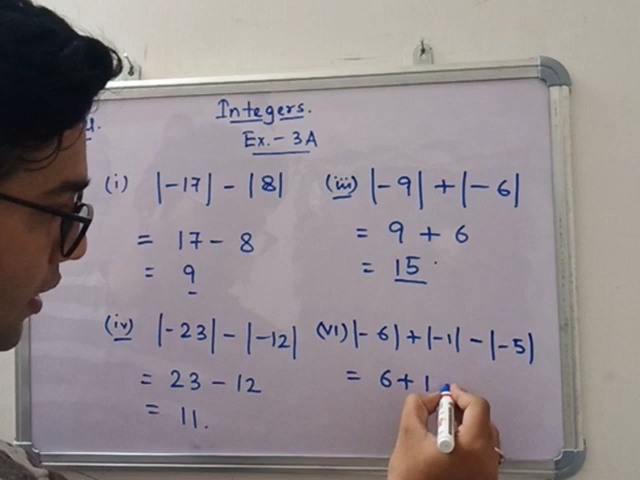 Integers.
Ex.- 3A
(i) |-17| - |8|
= 17 - 8
= 9
(iii) |-9| + |-6|
= 9 + 6
= 15
(iv) |-23| - |-12|
= 23 - 12
= 11.
(vi) |-6| + |-1| - |-5|
= 6 + 1